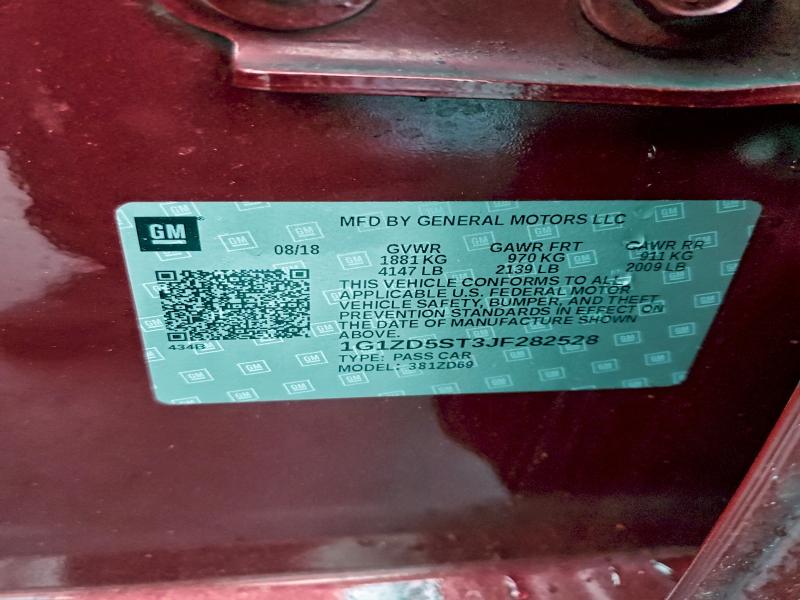 GM
MFD BY GENERAL MOTORS LLC
08/18 GVWR GAWR FRT GAWR RR
1881 KG 970 KG 911 KG
4147 LB 2139 LB 2009 LB
THIS VEHICLE CONFORMS TO ALL
APPLICABLE U.S. FEDERAL MOTOR
VEHICLE SAFETY, BUMPER, AND THEFT
PREVENTION STANDARDS IN EFFECT ON
THE DATE OF MANUFACTURE SHOWN
ABOVE.
434B
1G1ZD5ST3JF282528
TYPE: PASS CAR
MODEL: 381ZD69